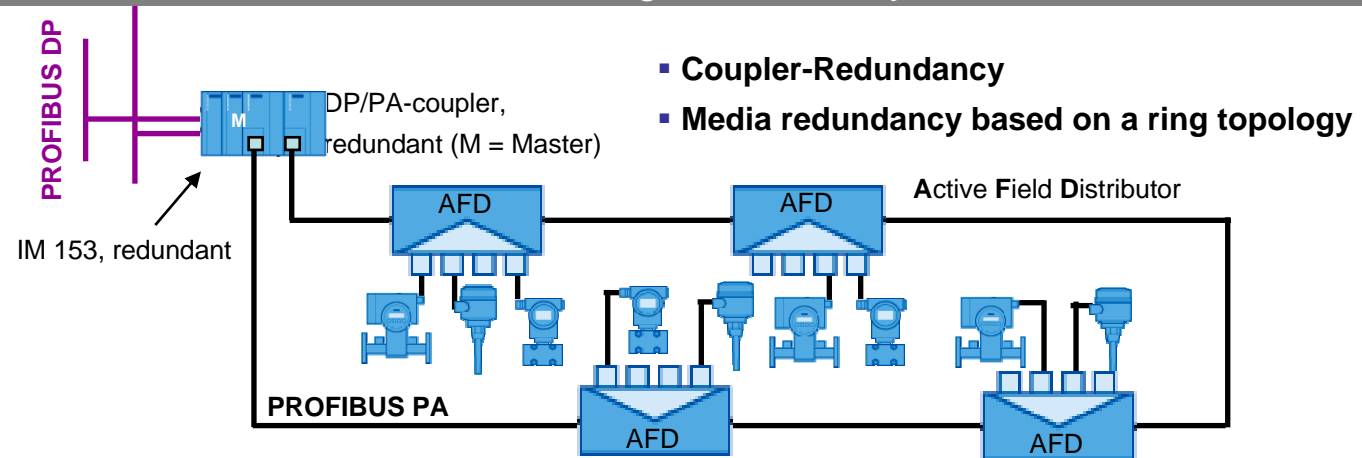 PROFIBUS DP
M
DP/PA-coupler,
redundant (M = Master)
▪ Coupler-Redundancy
▪ Media redundancy based on a ring topology
IM 153, redundant
AFD
AFD
Active Field Distributor
PROFIBUS PA
AFD
AFD